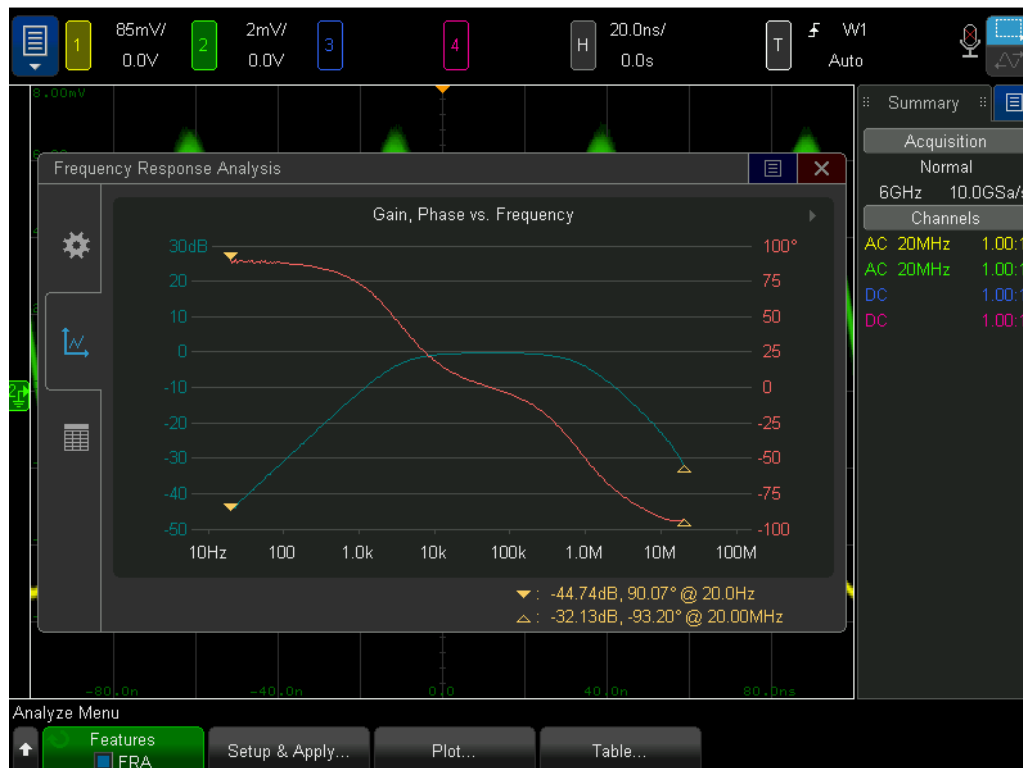 85mV/ 2mV/ 20.0ns/ W1
1 2 3 4 H T
0.0V 0.0V 0.0s Auto
8.00mV
Summary
Acquisition
Normal
6GHz 10.0GSa/s
Channels
AC 20MHz 1.00:1
AC 20MHz 1.00:1
DC 1.00:1
DC 1.00:1
Frequency Response Analysis
Gain, Phase vs. Frequency
30dB 100°
20 75
10 50
0 25
-10 0
-20 -25
-30 -50
-40 -75
-50 -100
10Hz 100 1.0k 10k 100k 1.0M 10M 100M
: -44.74dB, 90.07° @ 20.0Hz
: -32.13dB, -93.20° @ 20.00MHz
-80.0n -40.0n 0.0 40.0n 80.0ns
Analyze Menu
Features
FRA
Setup & Apply...
Plot...
Table...